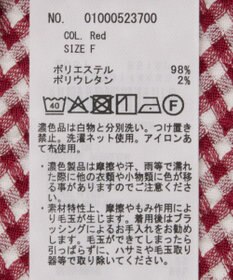 NO. 01000523700
COL. Red
SIZE F
ポリエステル 98%
ポリウレタン 2%
40
F
濃色品は白物と分別洗い。つけ置き
禁止。洗濯ネット使用。アイロンあ
て布使用。
・濃色製品は摩擦や汗、雨等で濡れ
た際に他の衣類や小物類に色が移
る事がありますのでご注意くださ
い。
・素材特性上、摩擦やもみ作用によ
り毛玉が生じます。着用後はブラ
ッシングによるお手入れをお勧め
します。毛玉ができてしまったら
引っぱらずに、ハサミや毛玉取り
器等で除いてください。